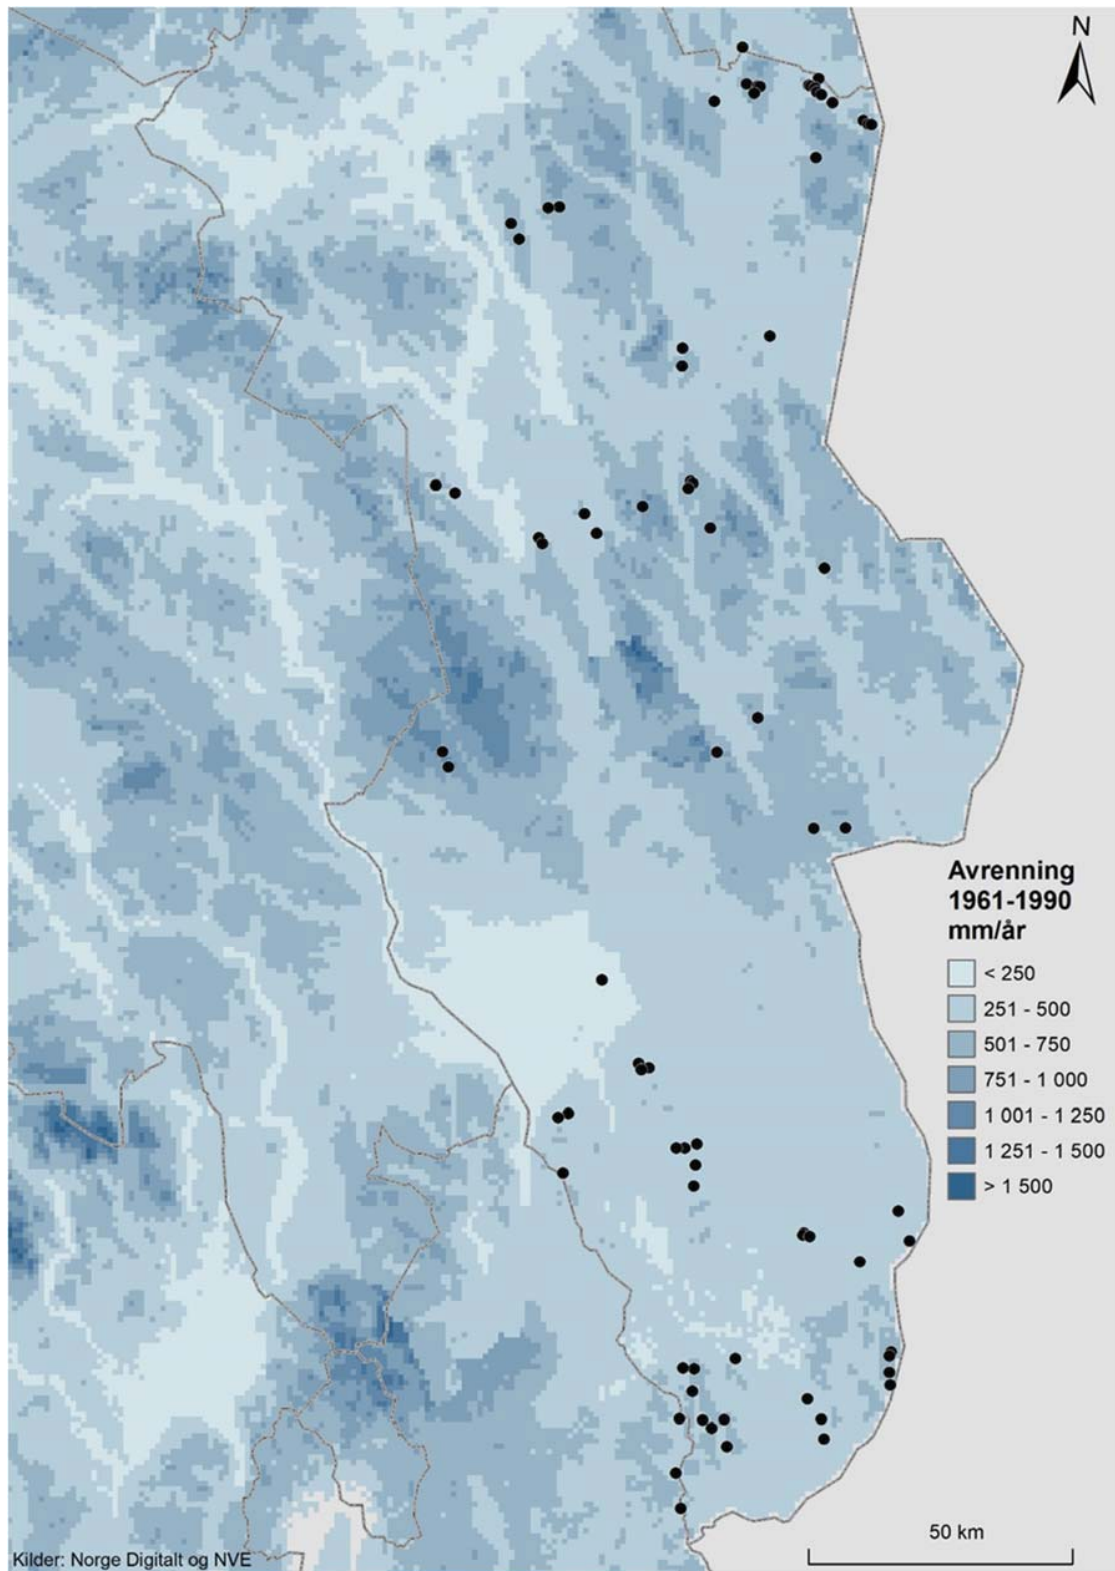 N
Avrenning
1961-1990
mm/år
< 250
251 - 500
501 - 750
751 - 1 000
1 001 - 1 250
1 251 - 1 500
> 1 500
50 km
Kilder: Norge Digitalt og NVE